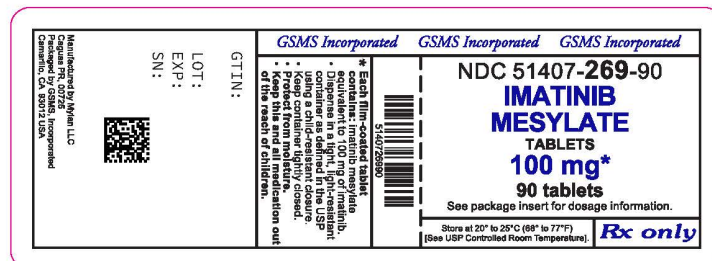 GSMS Incorporated GSMS Incorporated GSMS Incorporated
NDC 51407-269-90
IMATINIB
MESYLATE
TABLETS
100 mg*
90 tablets
See package insert for dosage information.
Store at 20° to 25°C (68° to 77°F)
[See USP Controlled Room Temperature].
Rx only
5140726990
* Each film-coated tablet
contains: imatinib mesylate
equivalent to 100 mg of imatinib.
• Dispense in a tight, light-resistant
container as defined in the USP
using a child-resistant closure.
• Keep container tightly closed.
• Protect from moisture.
• Keep this and all medication out
of the reach of children.
GTIN:
LOT:
EXP:
SN:
Manufactured by Mylan LLC
Caguas PR, 00725
Packaged by GSMS, Incorporated
Camarillo, CA 93012 USA